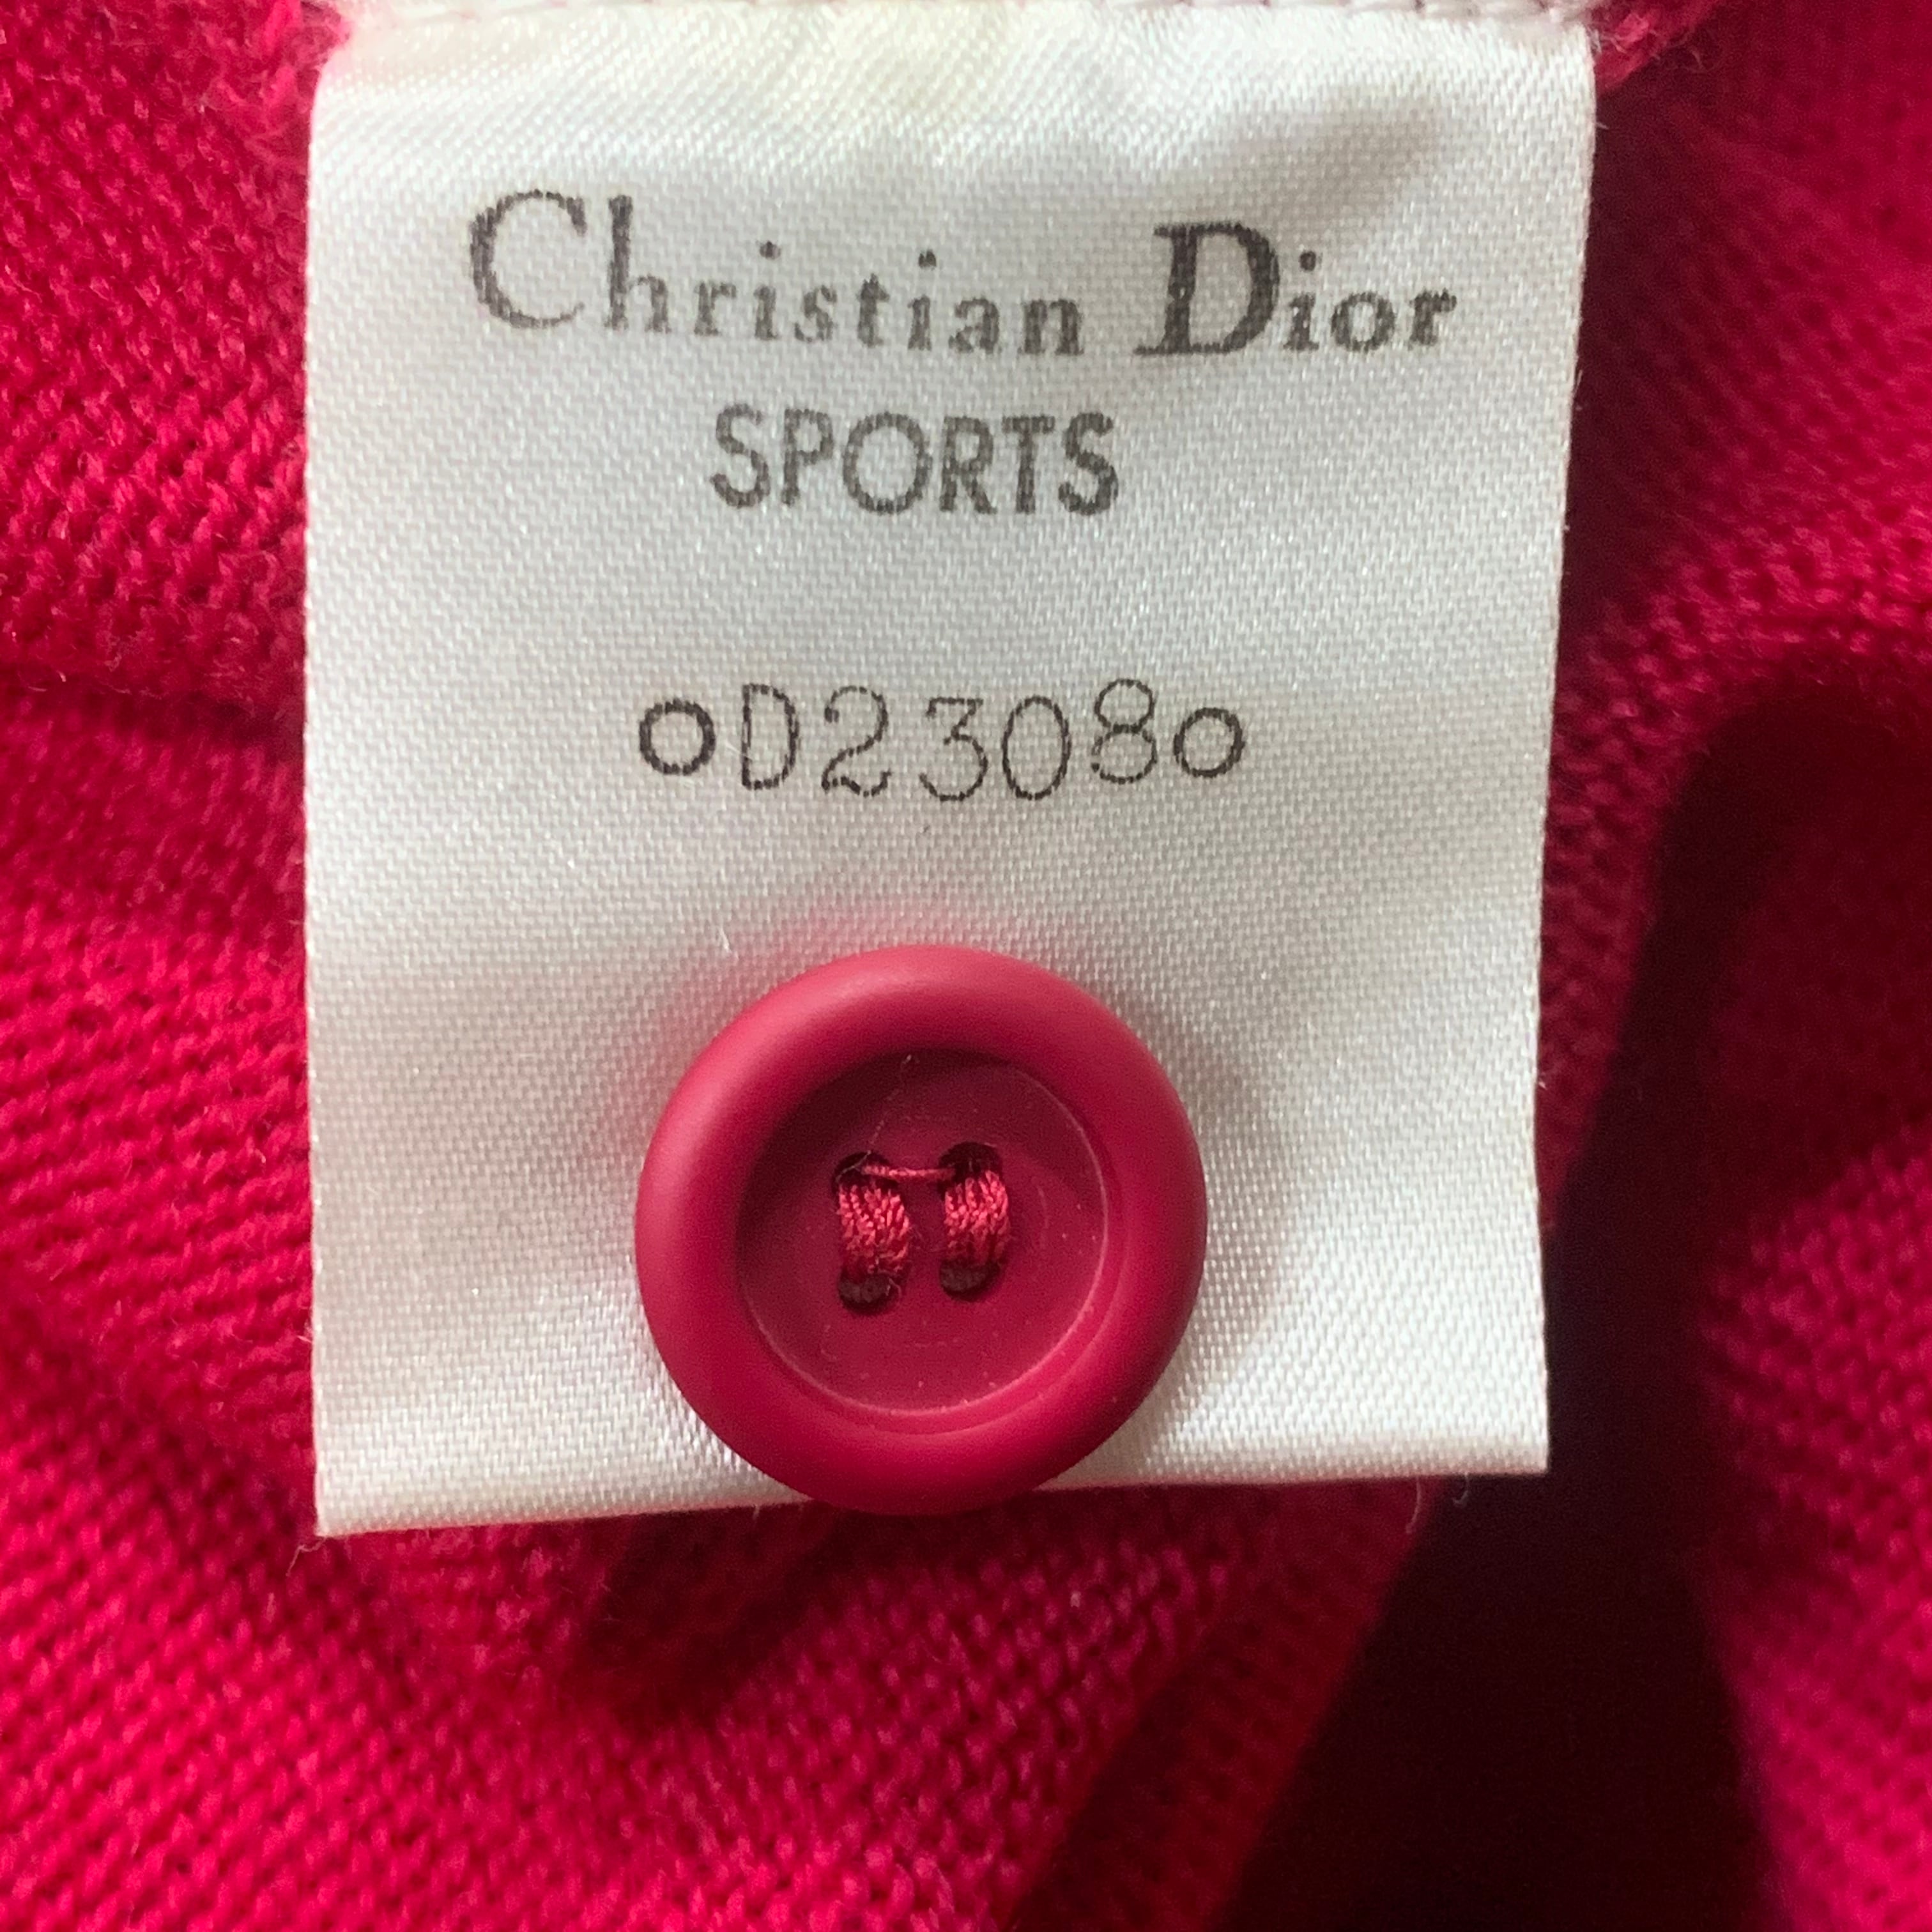 Christian Dior
SPORTS
oD2308o